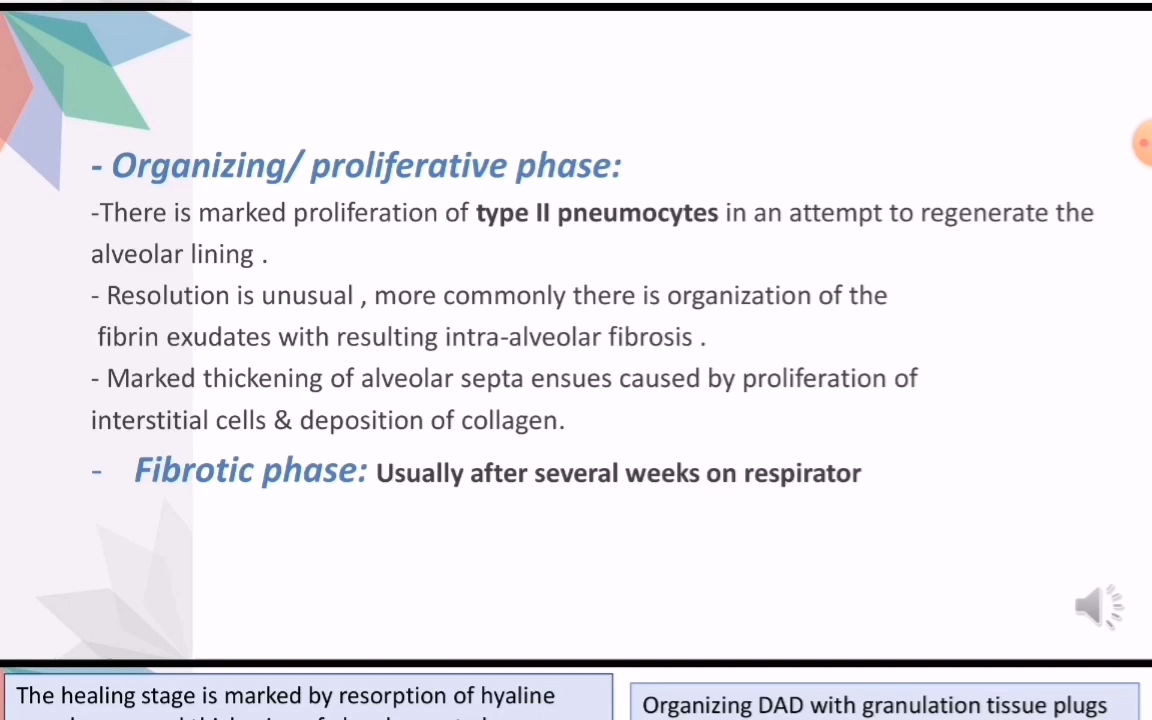 - Organizing/ proliferative phase:
-There is marked proliferation of type II pneumocytes in an attempt to regenerate the
alveolar lining .
- Resolution is unusual , more commonly there is organization of the
fibrin exudates with resulting intra-alveolar fibrosis .
- Marked thickening of alveolar septa ensues caused by proliferation of
interstitial cells & deposition of collagen.
- Fibrotic phase: Usually after several weeks on respirator
The healing stage is marked by resorption of hyaline
Organizing DAD with granulation tissue plugs